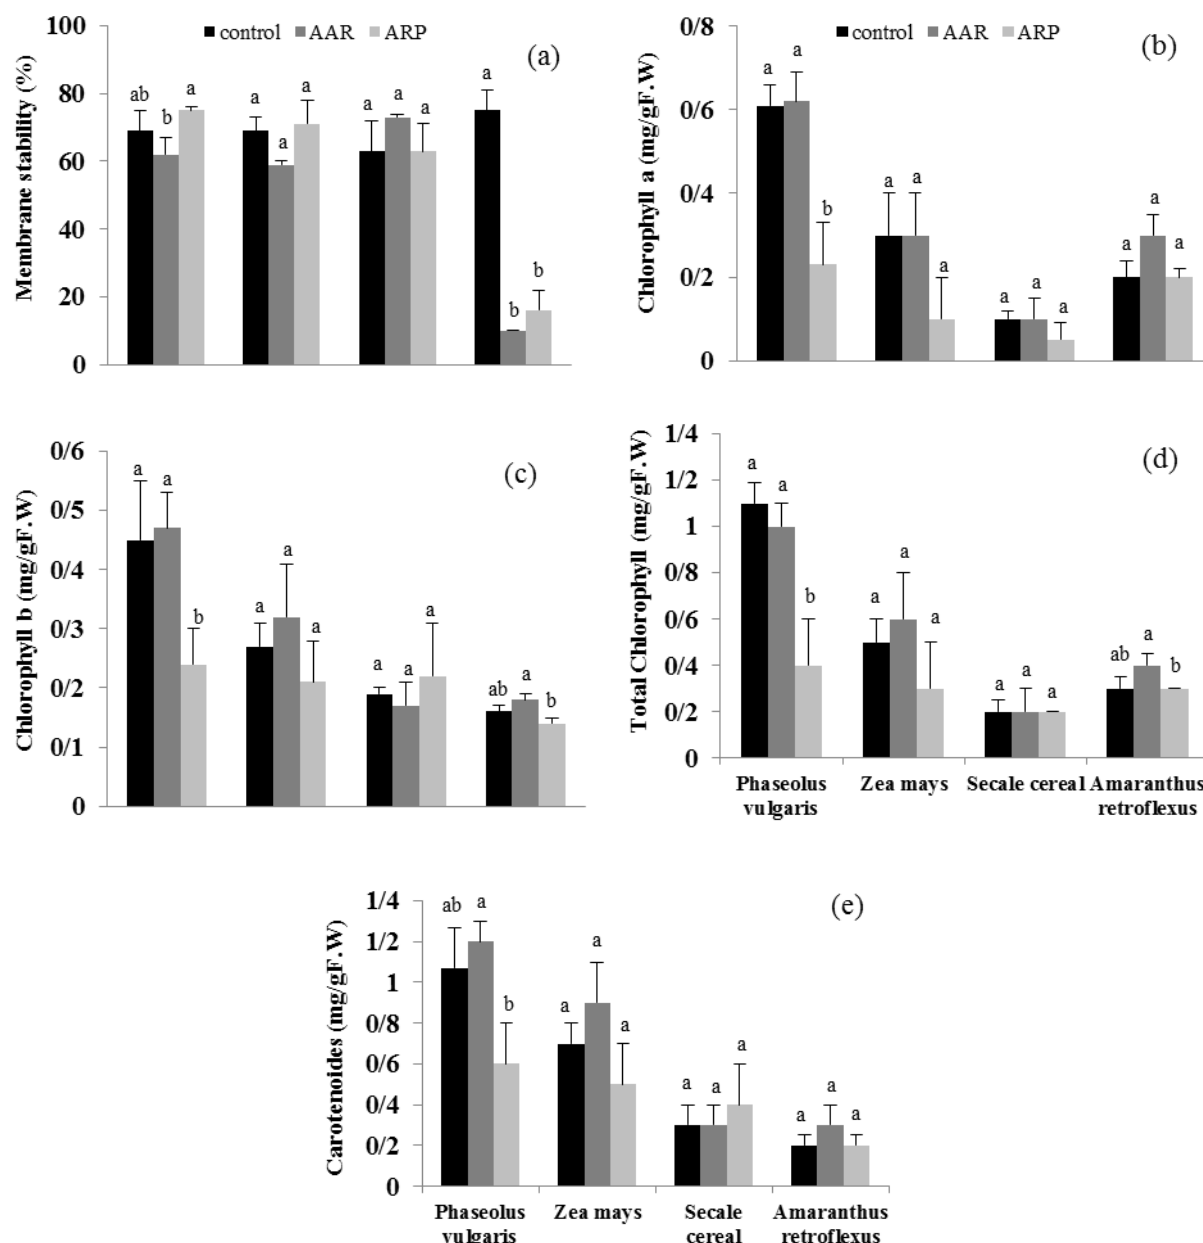 100
80
60
40
20
0
Membrane stability (%)
control AAR ARP
(a)
ab b a
a a a
a a a
a b b
0/8
0/6
0/4
0/2
0
Chlorophyll a (mg/gF.W)
control AAR ARP
(b)
a a b
a a a
a a a
a a a
0/6
0/5
0/4
0/3
0/2
0/1
0
Chlorophyll b (mg/gF.W)
(c)
a a b
a a a
a a a
ab a b
1/4
1/2
1
0/8
0/6
0/4
0/2
0
Total Chlorophyll (mg/gF.W)
(d)
a a b
a a a
a a a
ab a b
Phaseolus
vulgaris
Zea mays
Secale cereal
Amaranthus
retroflexus
1/4
1/2
1
0/8
0/6
0/4
0/2
0
Carotenoides (mg/gF.W)
(e)
ab a b
a a a
a a a
a a a
Phaseolus
vulgaris
Zea mays
Secale
cereal
Amaranthus
retroflexus